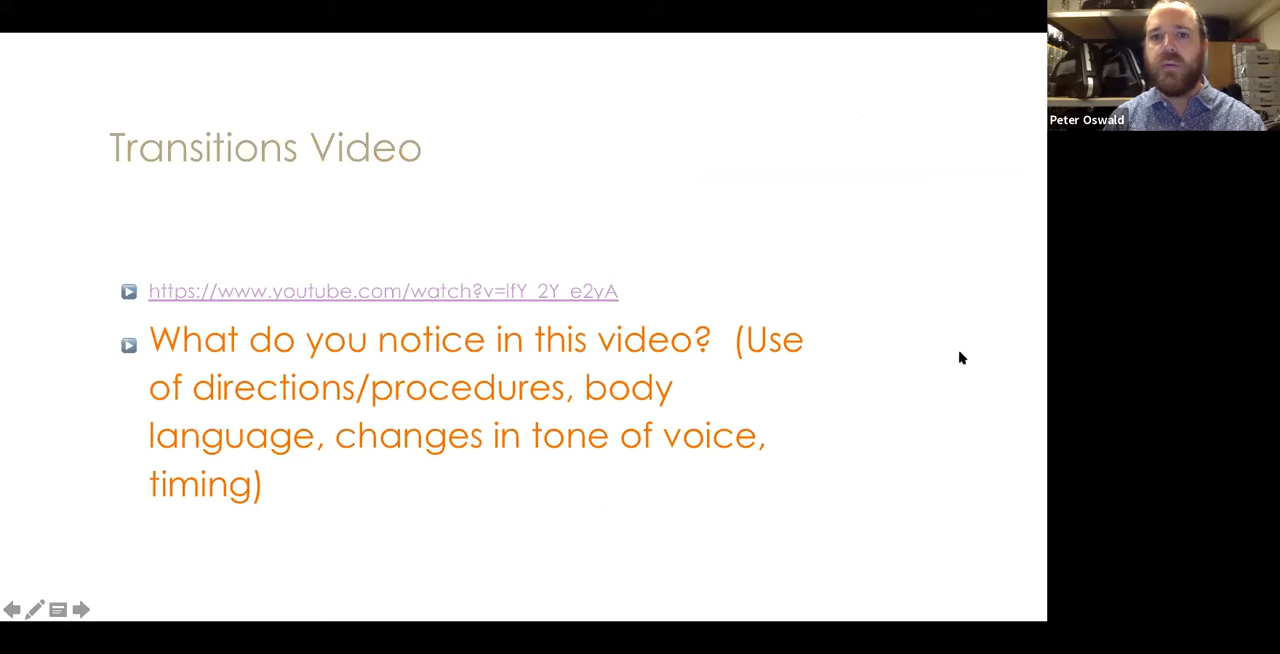 Transitions Video
https://www.youtube.com/watch?v=lfY_2Y_e2yA
What do you notice in this video?  (Use
of directions/procedures, body
language, changes in tone of voice,
timing)
Peter Oswald